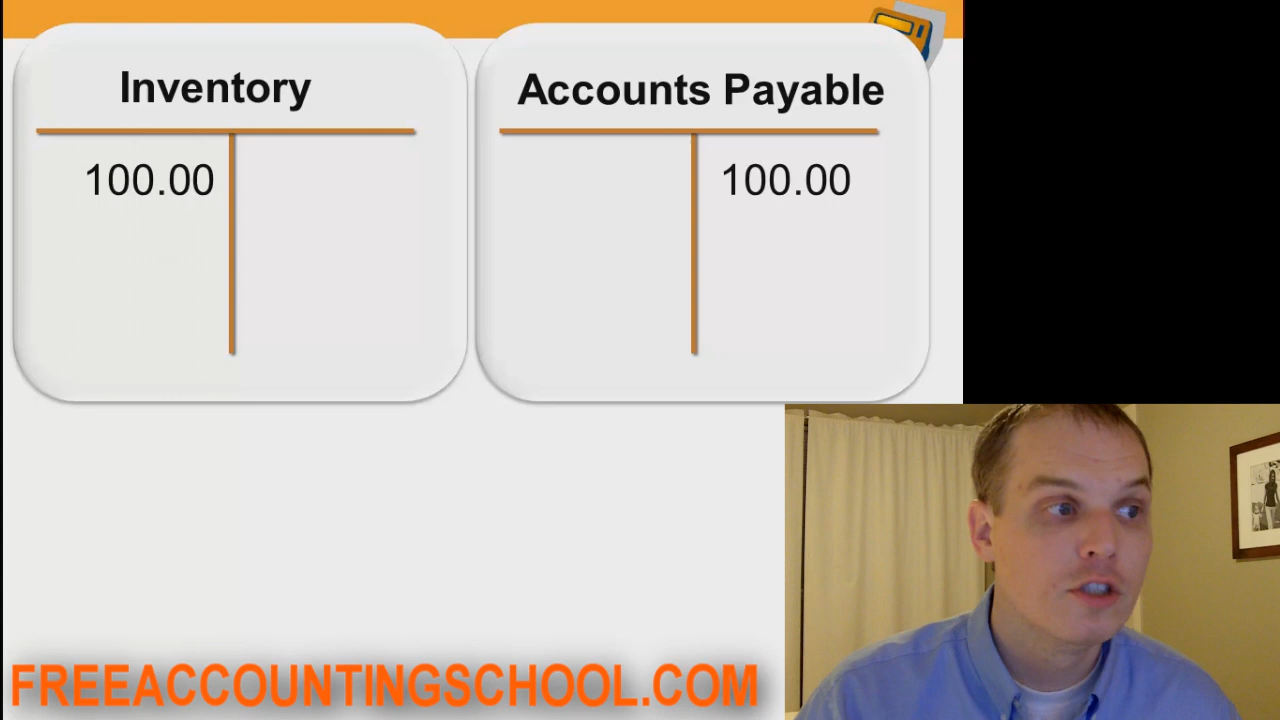 Inventory
Accounts Payable
100.00
100.00
FREEACCOUNTINGSCHOOL.COM